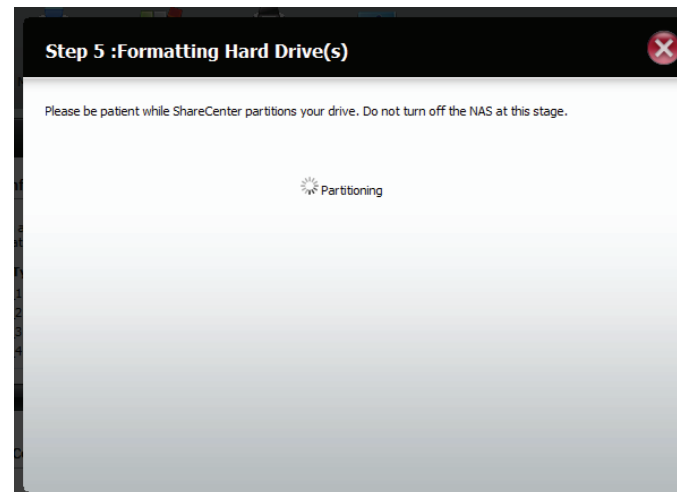 Step 5 :Formatting Hard Drive(s)
Please be patient while ShareCenter partitions your drive. Do not turn off the NAS at this stage.
Partitioning